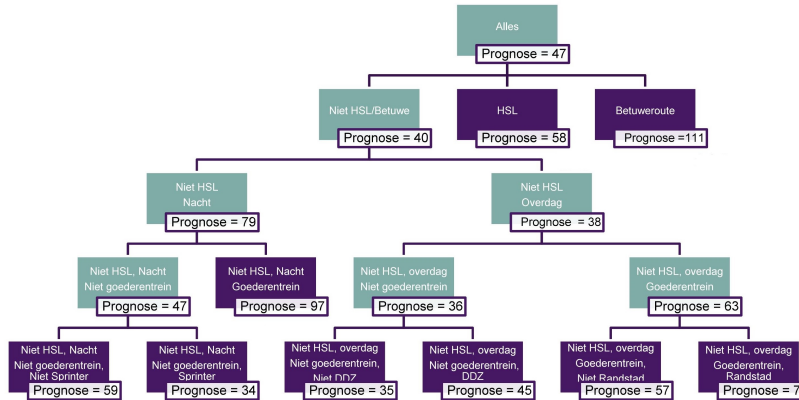 Alles
Prognose = 47
Niet HSL/Betuwe
Prognose = 40
HSL
Prognose = 58
Betuweroute
Prognose =111
Niet HSL
Nacht
Prognose = 79
Niet HSL
Overdag
Prognose = 38
Niet HSL, Nacht
Niet goederentrein
Prognose = 47
Niet HSL, Nacht
Goederentrein
Prognose = 97
Niet HSL, overdag
Niet goederentrein
Prognose = 36
Niet HSL, overdag
Goederentrein
Prognose = 63
Niet HSL, Nacht
Niet goederentrein,
Niet Sprinter
Prognose = 59
Niet HSL, Nacht
Niet goederentrein,
Sprinter
Prognose = 34
Niet HSL, overdag
Niet goederentrein,
Niet DDZ
Prognose = 35
Niet HSL, overdag
Niet goederentrein,
DDZ
Prognose = 45
Niet HSL, overdag
Goederentrein,
Niet Randstad
Prognose = 57
Niet HSL, overdag
Goederentrein,
Randstad
Prognose =